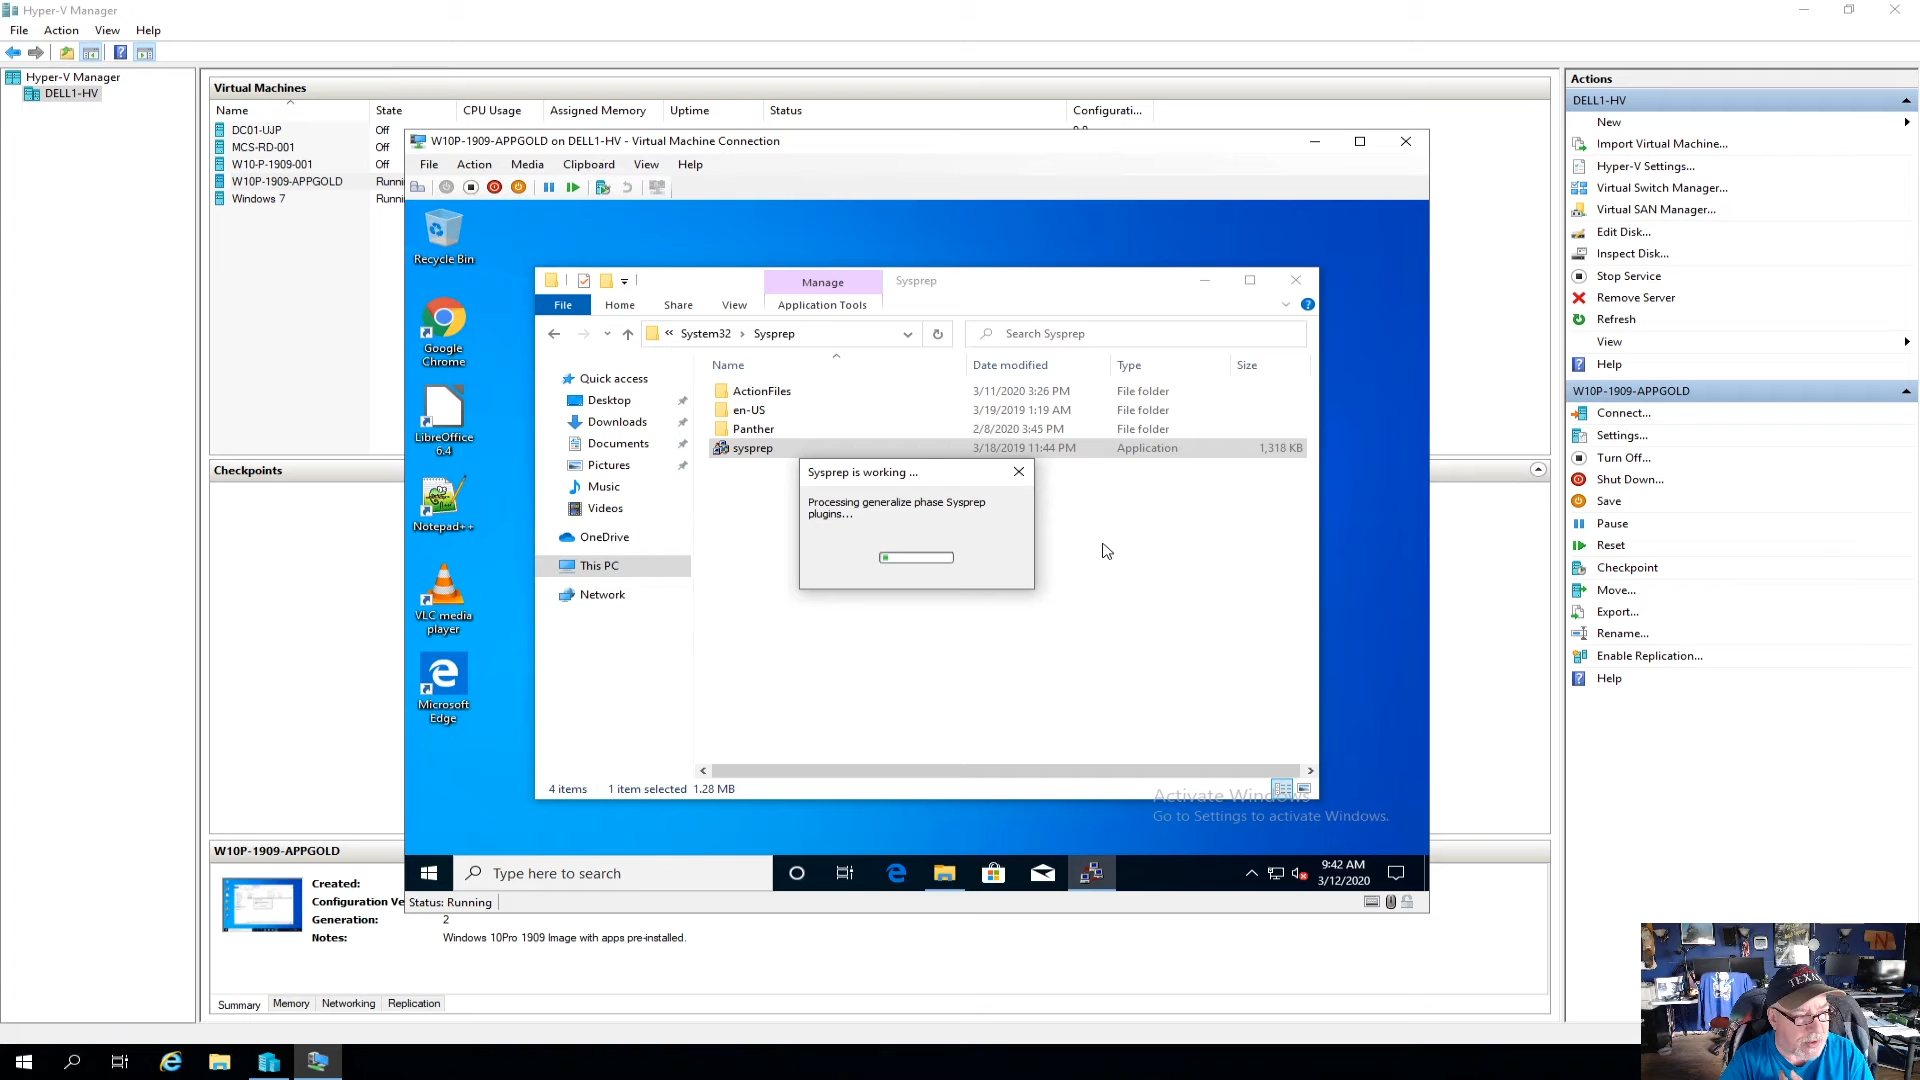 Hyper-V Manager
File Action View Help
Hyper-V Manager
DELL1-HV
Virtual Machines
Name State CPU Usage Assigned Memory Uptime Status Configurati...
DC01-UJP Off
MCS-RD-001 Off
W10-P-1909-001 Off
W10P-1909-APPGOLD Runni
Windows 7 Runni
Checkpoints
W10P-1909-APPGOLD
Created:
Configuration Ve
Generation: 2
Notes: Windows 10Pro 1909 Image with apps pre-installed.
Summary Memory Networking Replication
W10P-1909-APPGOLD on DELL1-HV - Virtual Machine Connection
File Action Media Clipboard View Help
Recycle Bin
Google
Chrome
LibreOffice
6.4
Notepad++
VLC media
player
Microsoft
Edge
Manage Sysprep
File Home Share View Application Tools
« System32 › Sysprep Search Sysprep
Quick access
Desktop
Downloads
Documents
Pictures
Music
Videos
OneDrive
This PC
Network
Name Date modified Type Size
ActionFiles 3/11/2020 3:26 PM File folder
en-US 3/19/2019 1:19 AM File folder
Panther 2/8/2020 3:45 PM File folder
sysprep 3/18/2019 11:44 PM Application 1,318 KB
Sysprep is working ...
Processing generalize phase Sysprep
plugins...
4 items 1 item selected 1.28 MB
Activate Windows
Go to Settings to activate Windows.
Type here to search
9:42 AM
3/12/2020
Status: Running
Actions
DELL1-HV
New
Import Virtual Machine...
Hyper-V Settings...
Virtual Switch Manager...
Virtual SAN Manager...
Edit Disk...
Inspect Disk...
Stop Service
Remove Server
Refresh
View
Help
W10P-1909-APPGOLD
Connect...
Settings...
Turn Off...
Shut Down...
Save
Pause
Reset
Checkpoint
Move...
Export...
Rename...
Enable Replication...
Help
TEXAS